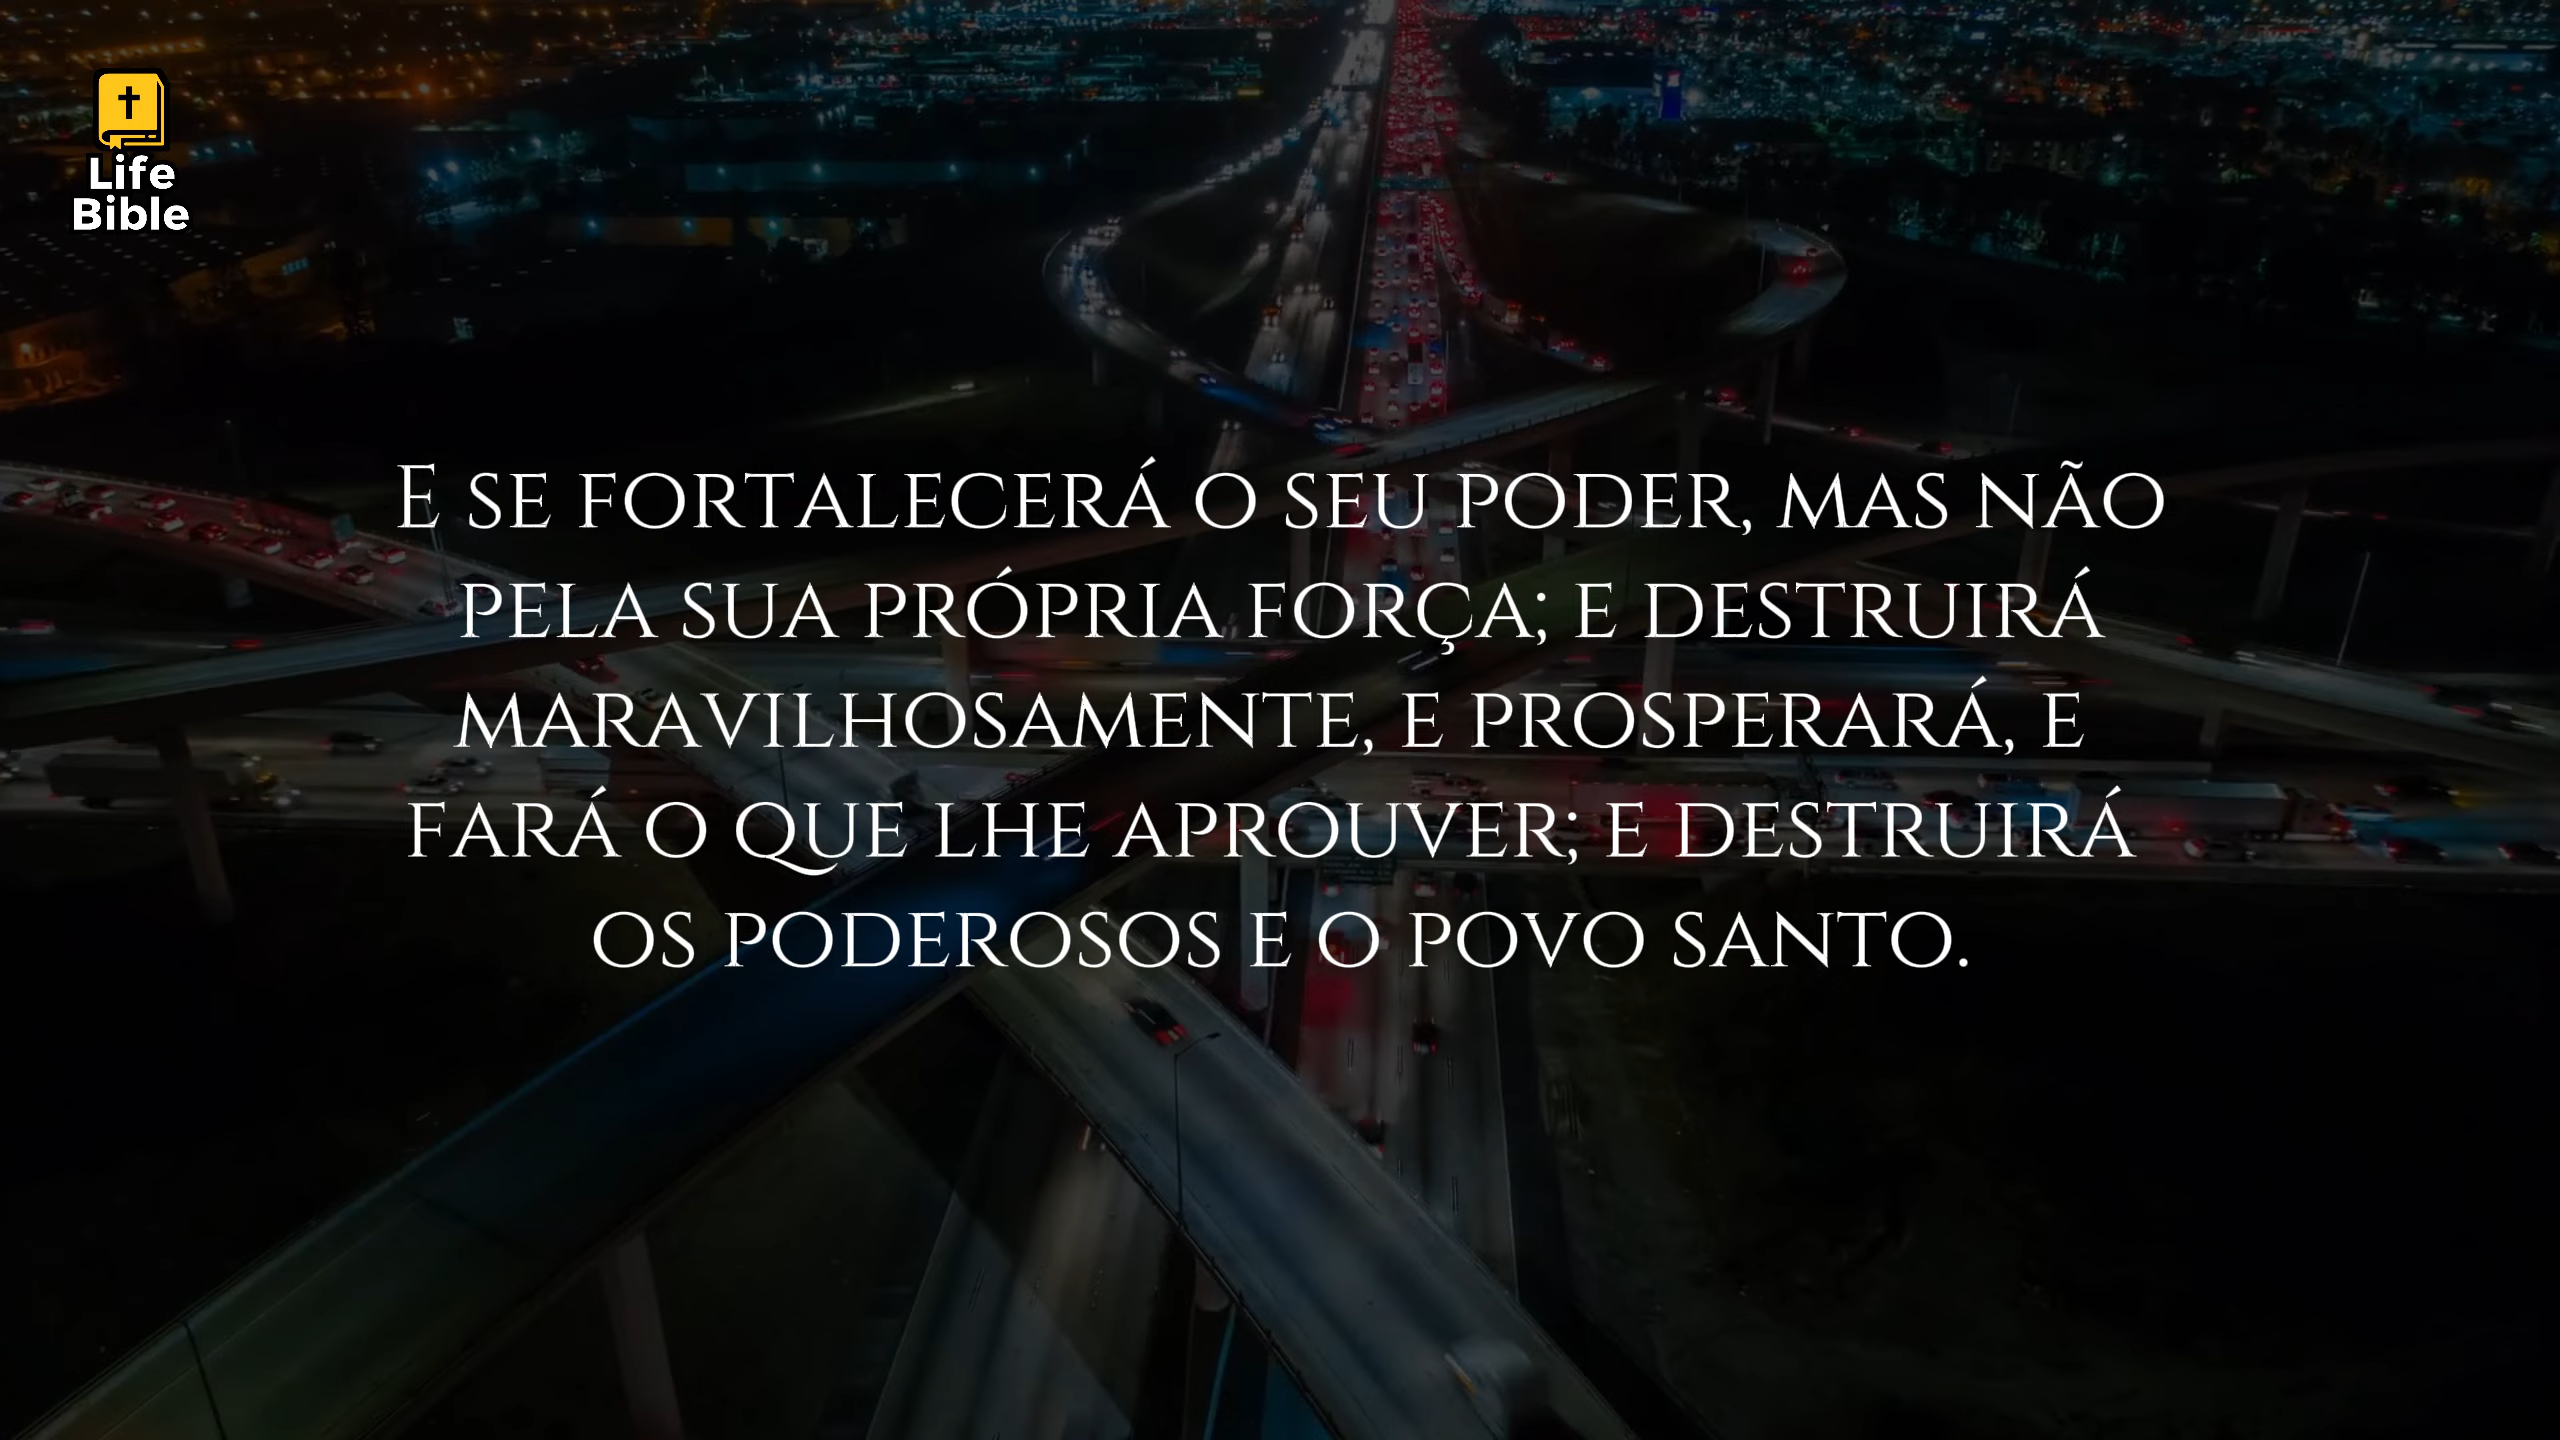 Life
Bible
E SE FORTALECERÁ O SEU PODER, MAS NÃO
PELA SUA PRÓPRIA FORÇA; E DESTRUIRÁ
MARAVILHOSAMENTE, E PROSPERARÁ, E
FARÁ O QUE LHE APROUVER; E DESTRUIRÁ
OS PODEROSOS E O POVO SANTO.